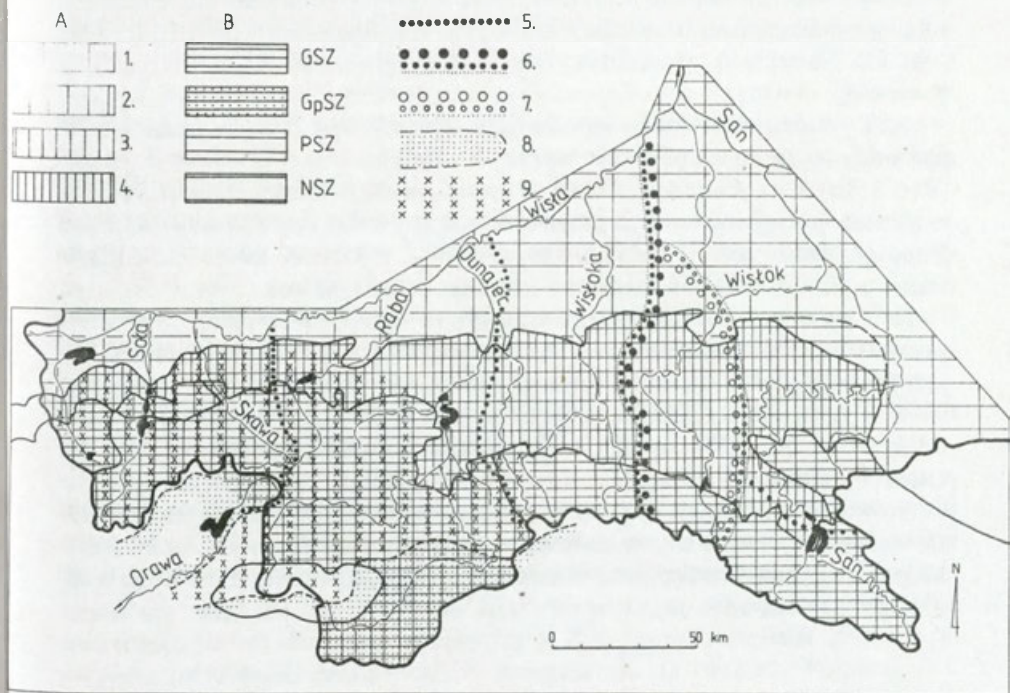 A B
1. GSZ 5.
2. GpSZ 6.
3. PSZ 7.
4. NSZ 8.
9.
San
Wisła
Dunajec
Wisłoka
Wisłok
Raba
Soła
Skawa
Orawa
San
N
0 50 km